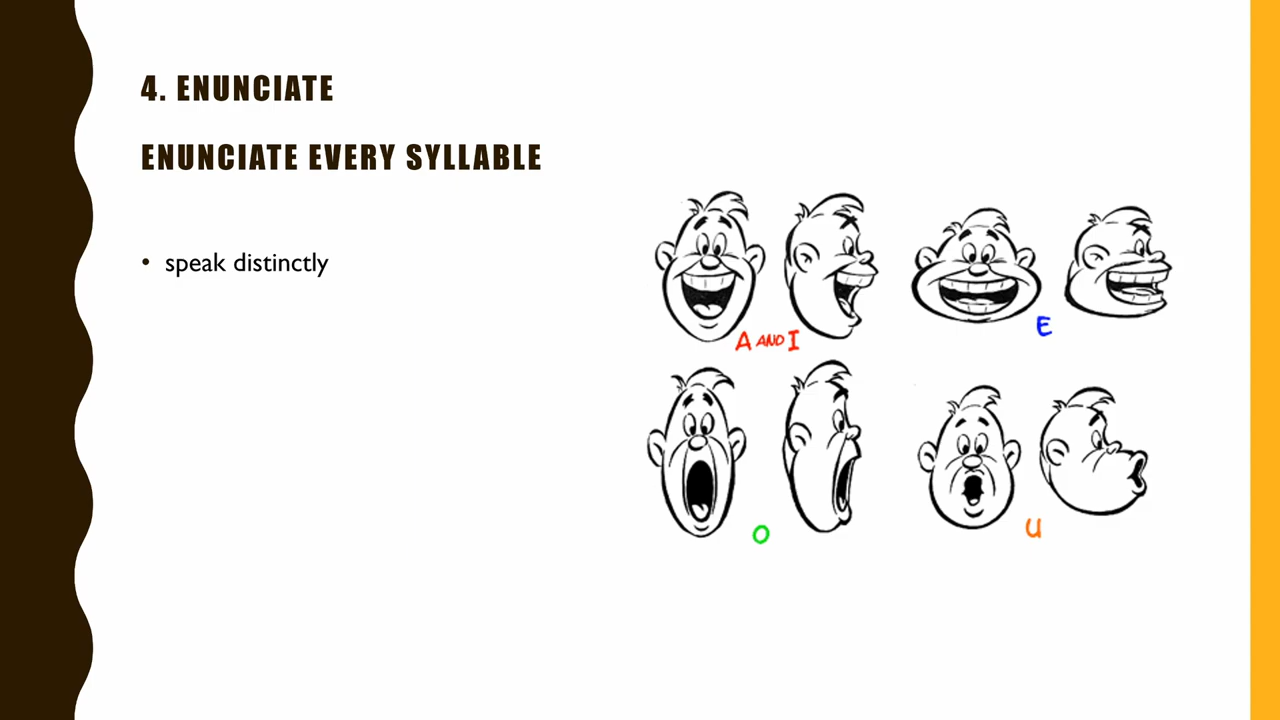 4. ENUNCIATE
ENUNCIATE EVERY SYLLABLE
• speak distinctly
A AND I
E
O
U